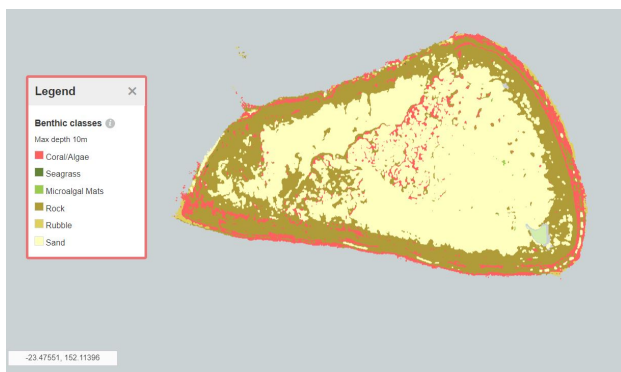 Legend ×
Benthic classes i
Max depth 10m
Coral/Algae
Seagrass
Microalgal Mats
Rock
Rubble
Sand
-23.47551, 152.11396